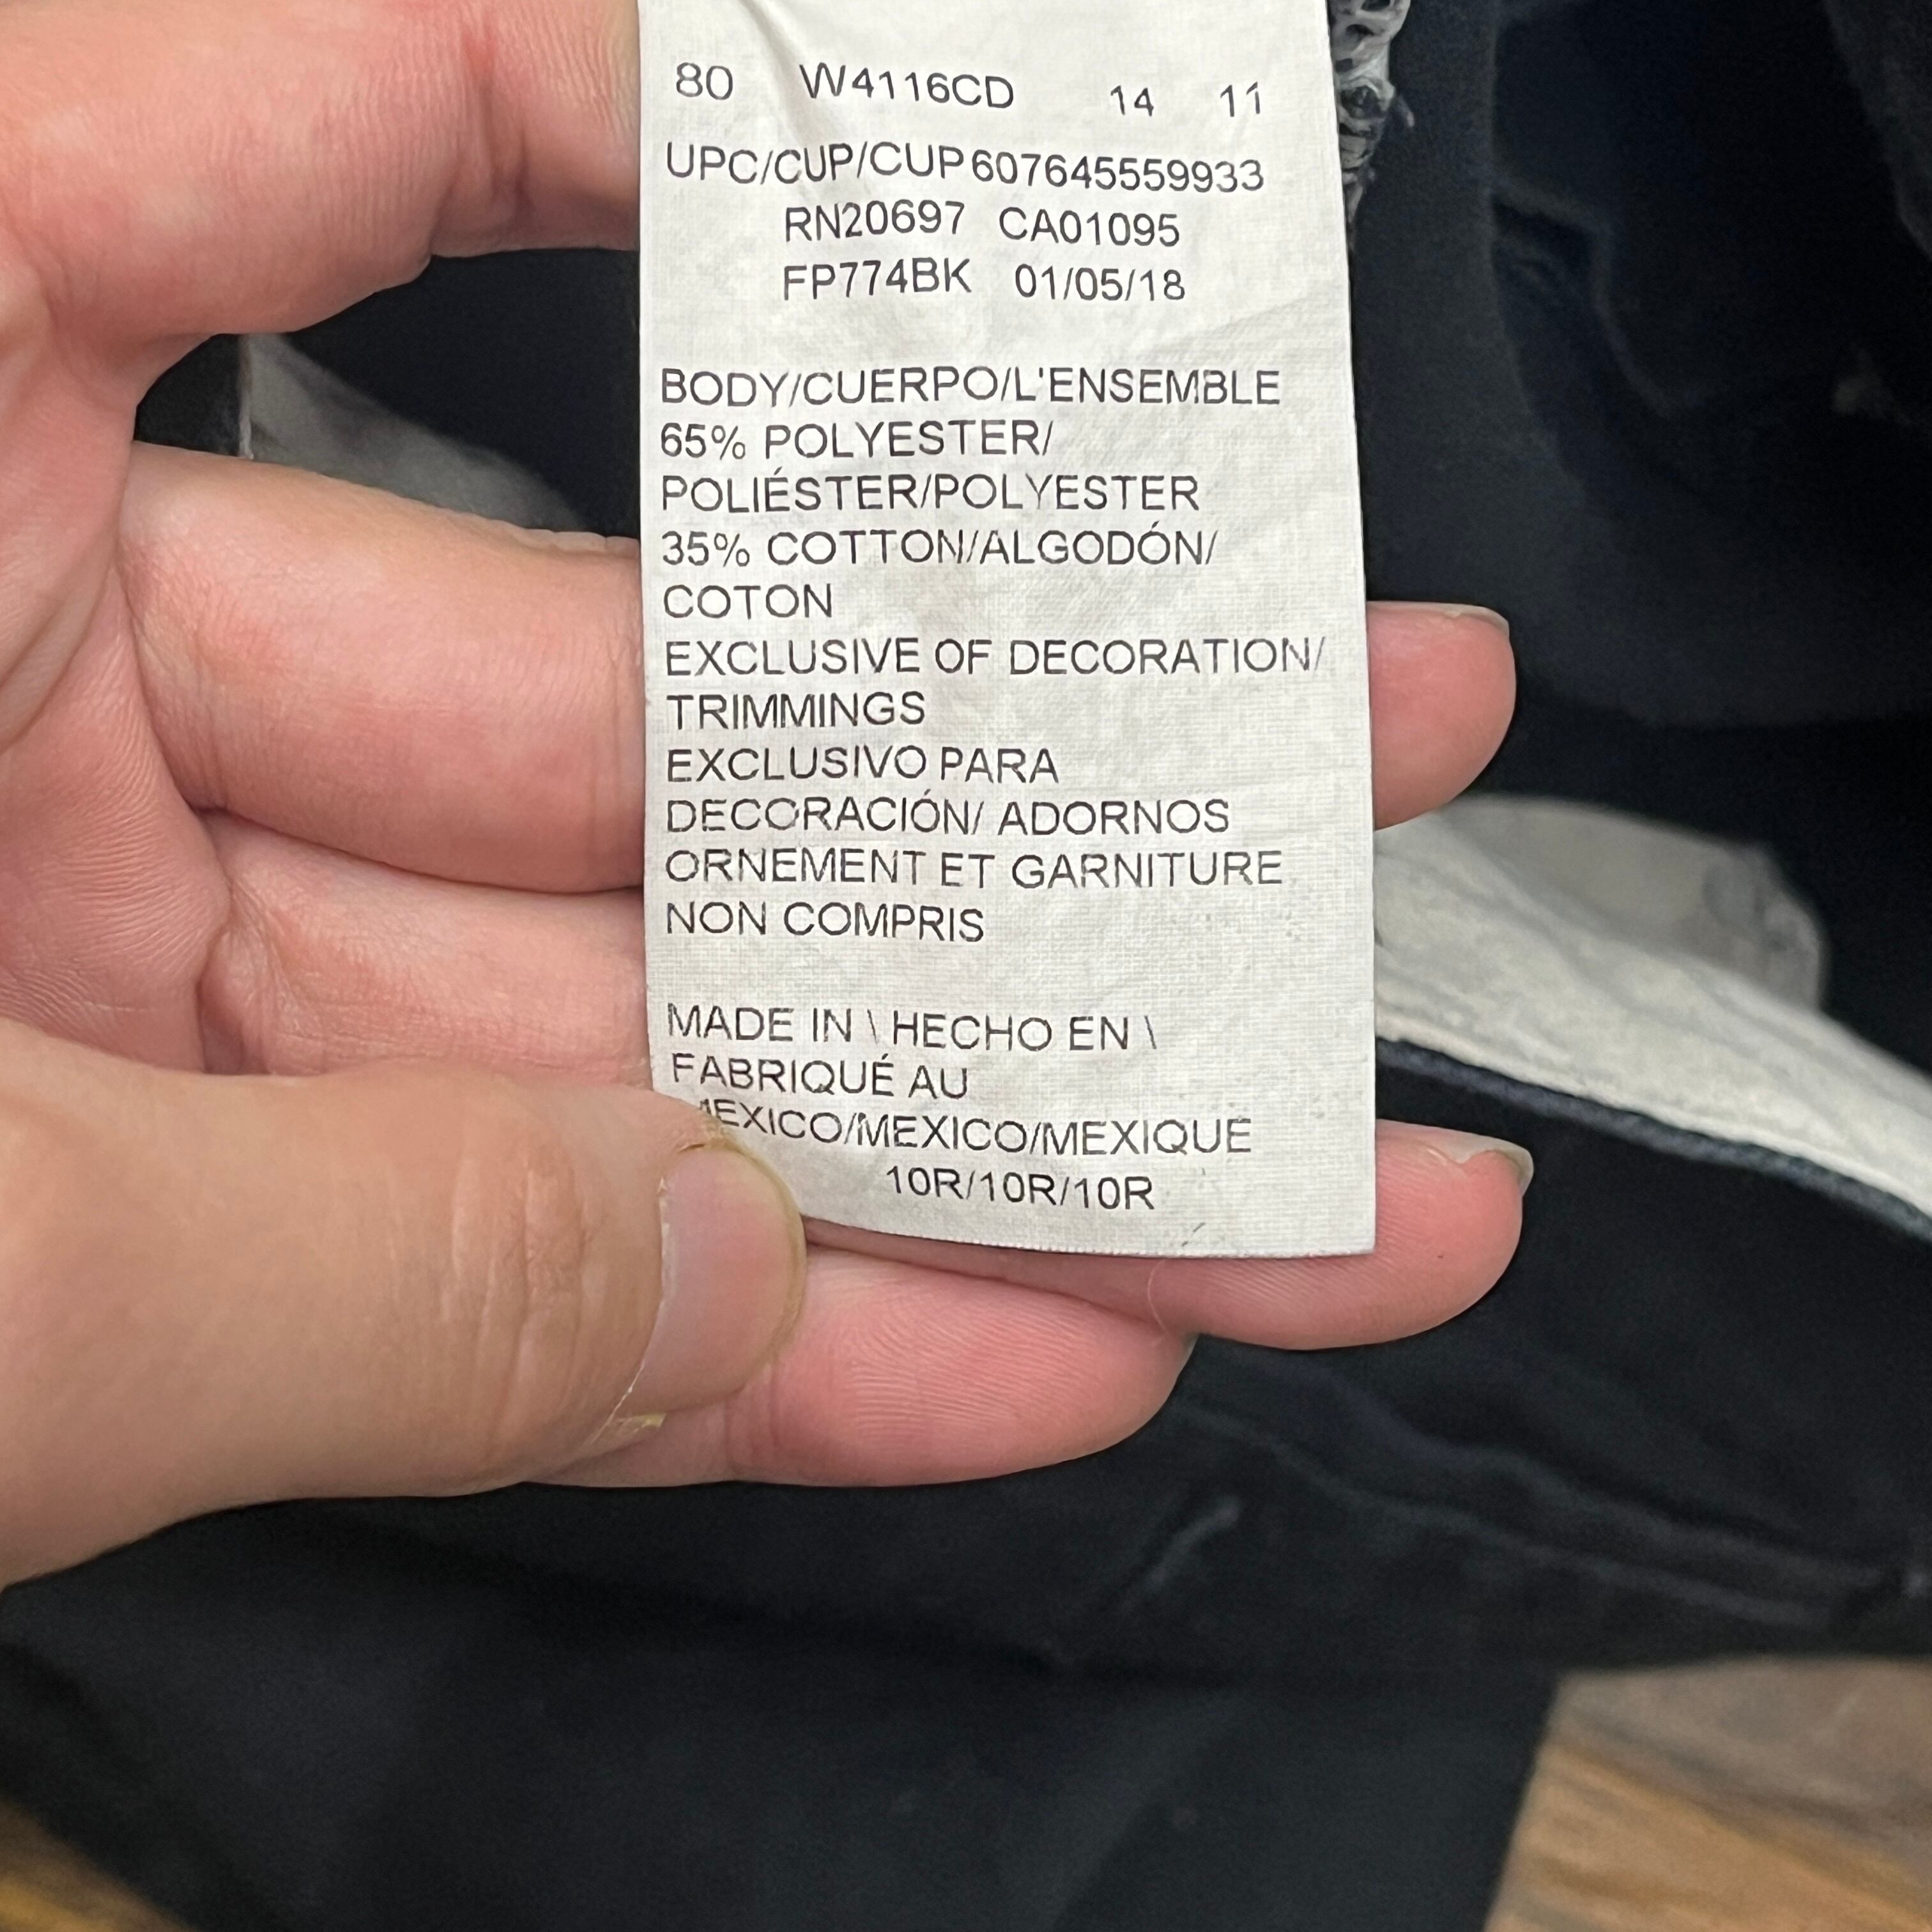 80 W4116CD 14 11
UPC/CUP/CUP607645559933
RN20697 CA01095
FP774BK 01/05/18
BODY/CUERPO/L'ENSEMBLE
65% POLYESTER/
POLIÉSTER/POLYESTER
35% COTTON/ALGODÓN/
COTON
EXCLUSIVE OF DECORATION/
TRIMMINGS
EXCLUSIVO PARA
DECORACIÓN/ ADORNOS
ORNEMENT ET GARNITURE
NON COMPRIS
MADE IN \ HECHO EN \
FABRIQUÉ AU
MEXICO/MEXICO/MEXIQUE
10R/10R/10R